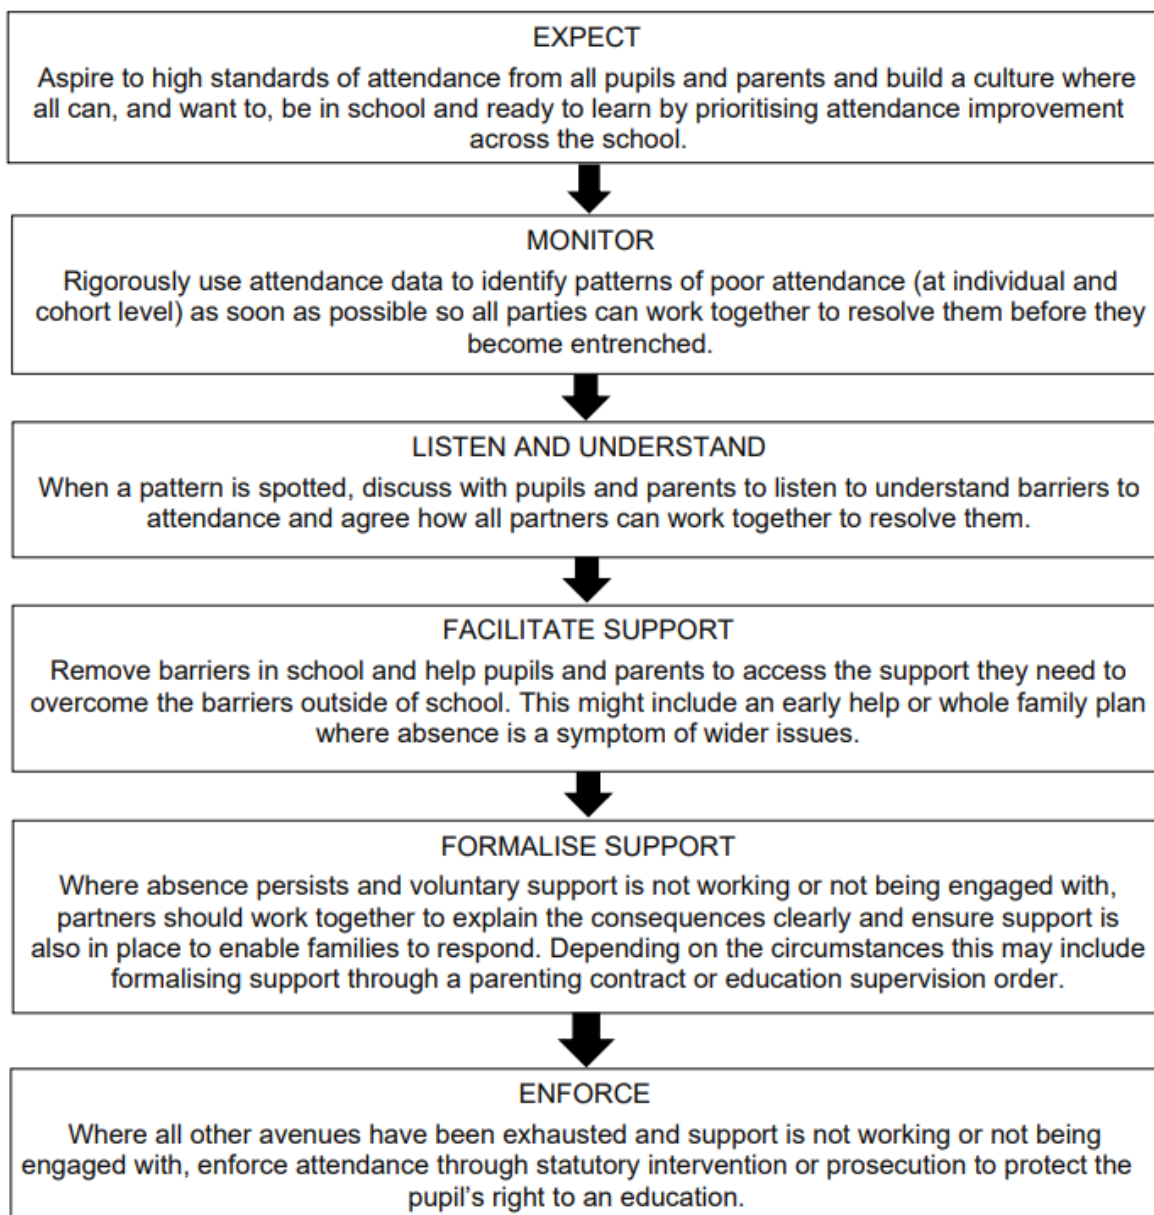 EXPECT
Aspire to high standards of attendance from all pupils and parents and build a culture where
all can, and want to, be in school and ready to learn by prioritising attendance improvement
across the school.
MONITOR
Rigorously use attendance data to identify patterns of poor attendance (at individual and
cohort level) as soon as possible so all parties can work together to resolve them before they
become entrenched.
LISTEN AND UNDERSTAND
When a pattern is spotted, discuss with pupils and parents to listen to understand barriers to
attendance and agree how all partners can work together to resolve them.
FACILITATE SUPPORT
Remove barriers in school and help pupils and parents to access the support they need to
overcome the barriers outside of school. This might include an early help or whole family plan
where absence is a symptom of wider issues.
FORMALISE SUPPORT
Where absence persists and voluntary support is not working or not being engaged with,
partners should work together to explain the consequences clearly and ensure support is
also in place to enable families to respond. Depending on the circumstances this may include
formalising support through a parenting contract or education supervision order.
ENFORCE
Where all other avenues have been exhausted and support is not working or not being
engaged with, enforce attendance through statutory intervention or prosecution to protect the
pupil's right to an education.